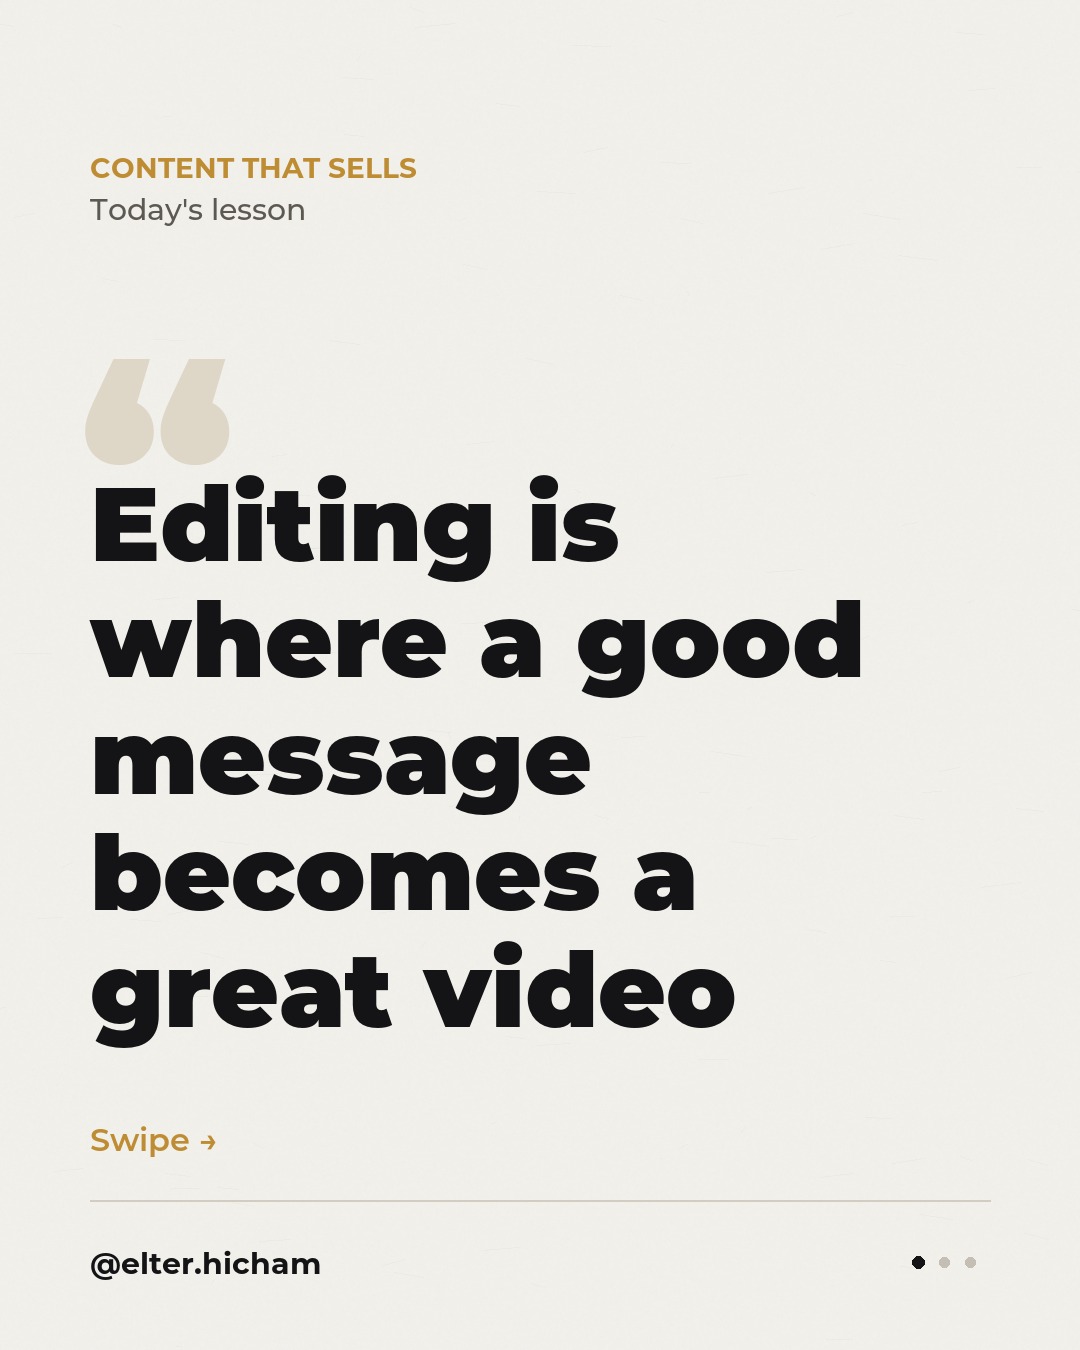 CONTENT THAT SELLS
Today's lesson
“
Editing is
where a good
message
becomes a
great video
Swipe →
@elter.hicham